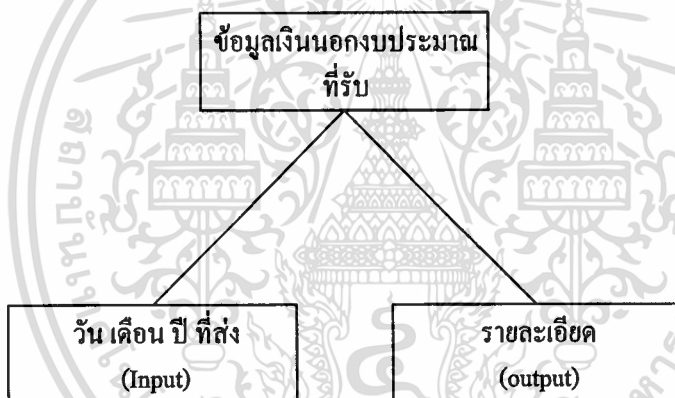 ข้อมูลเงินนอกงบประมาณ
ที่รับ
วัน เดือน ปี ที่ส่ง
(Input)
รายละเอียด
(output)